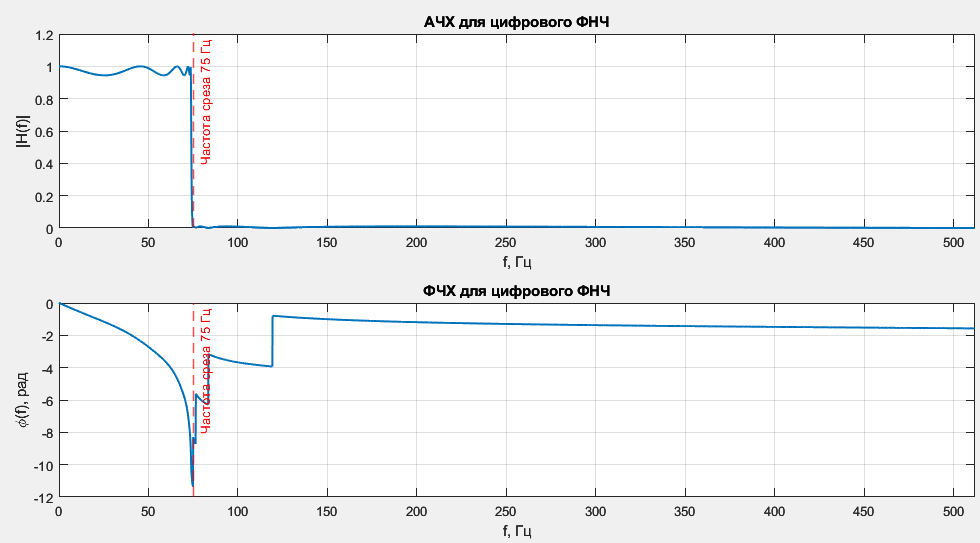 АЧХ для цифрового ФНЧ
1.2
1
0.8
0.6
0.4
0.2
0
|H(f)|
Частота среза 75 Гц
0 50 100 150 200 250 300 350 400 450 500
f, Гц
ФЧХ для цифрового ФНЧ
0
-2
-4
-6
-8
-10
-12
ϕ(f), рад
Частота среза 75 Гц
0 50 100 150 200 250 300 350 400 450 500
f, Гц